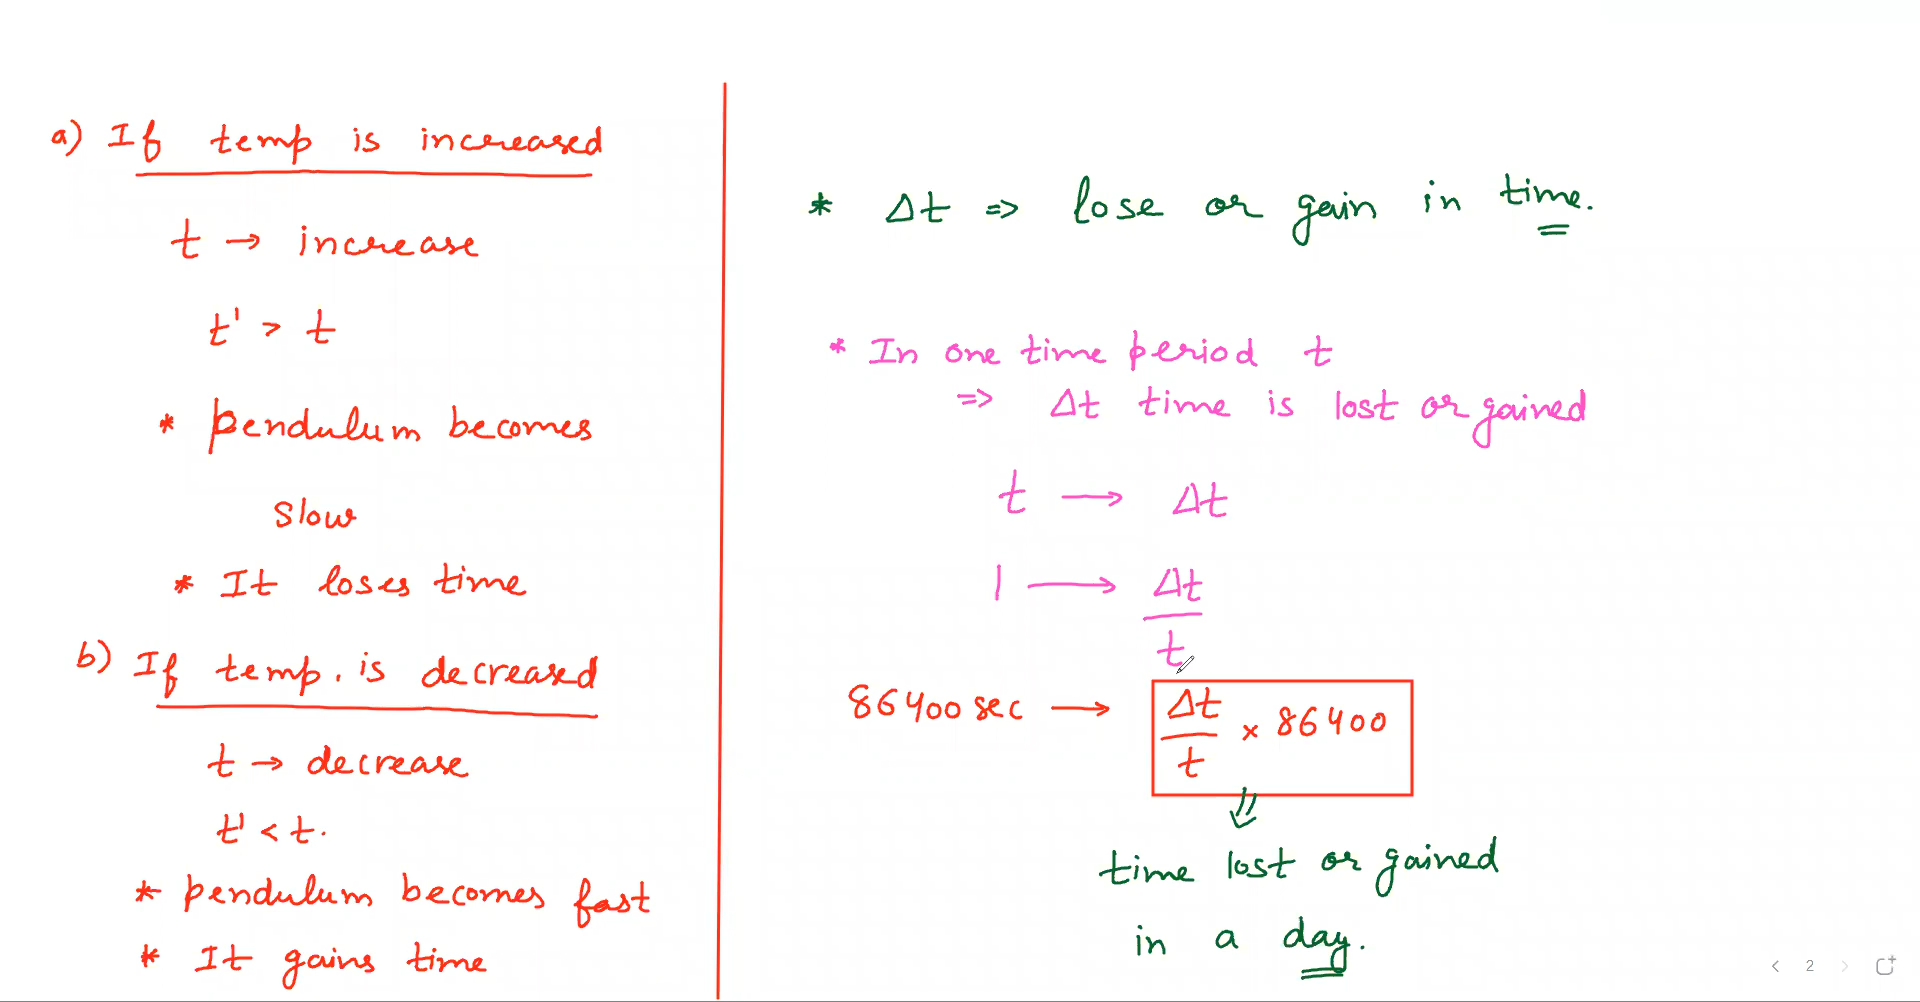 a) If temp is increased
t → increase
t' > t
* Pendulum becomes
slow
* It loses time
b) If temp. is decreased
t → decrease
t' < t.
* pendulum becomes fast
* It gains time
* Δt => lose or gain in time.
* In one time period t
=> Δt time is lost or gained
t → Δt
1 → Δt
t
86400 sec → Δt/t × 86400
⇓
time lost or gained
in a day.
< 2 >